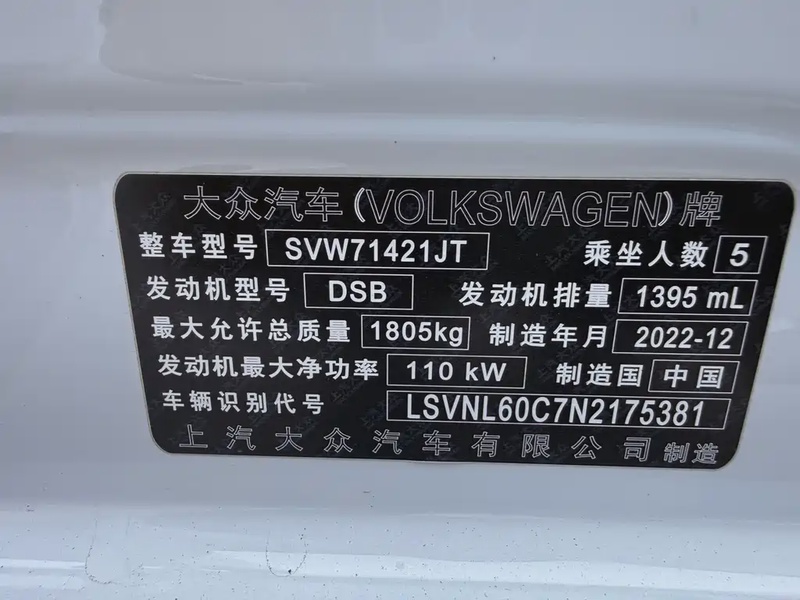 大众汽车(VOLKSWAGEN)牌
整车型号 SVW71421JT 乘坐人数 5
发动机型号 DSB 发动机排量 1395 mL
最大允许总质量 1805kg 制造年月 2022-12
发动机最大净功率 110 kW 制造国 中国
车辆识别代号 LSVNL60C7N2175381
上汽大众汽车有限公司 制造